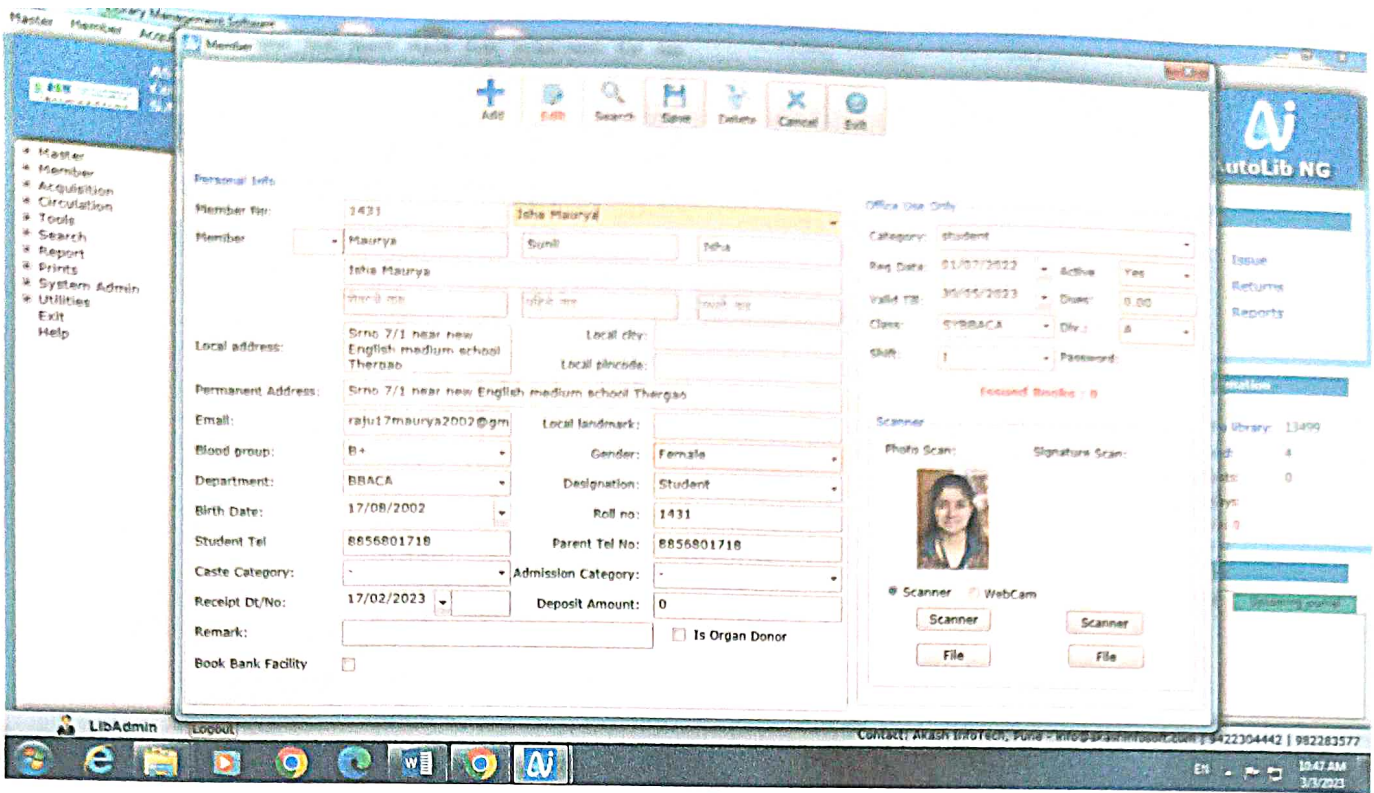 Master Member
Member
Add Edit Search Save Delete Cancel Exit
AutoLib NG
Master
Member
Acquisition
Circulation
Tools
Search
Report
Prints
System Admin
Utilities
Exit
Help
Personal Info
Member No: 1431 Isha Maurya
Member Maurya Sunil Isha
Isha Maurya
Local address: Srno 7/1 near new English medium school Thergao
Local city:
Local pincode:
Permanent Address: Srno 7/1 near new English medium school Thergao
Email: raju17maurya2002@gm Local landmark:
Blood group: B+ Gender: Female
Department: BBACA Designation: Student
Birth Date: 17/08/2002 Roll no: 1431
Student Tel 8856801718 Parent Tel No: 8856801718
Caste Category: - Admission Category: -
Receipt Dt/No: 17/02/2023 Deposit Amount: 0
Remark: Is Organ Donor
Book Bank Facility
Office Use Only
Category: student
Reg Date: 01/07/2022 Active Yes
Valid Till: 30/05/2023 Dues: 0.00
Class: SYBBACA Div.: A
Shift: 1 Password:
Issued Books : 0
Scanner
Photo Scan: Signature Scan:
Scanner WebCam
Scanner Scanner
File File
Issue
Returns
Reports
library: 13499
4
0
LibAdmin Logout
Contact: Akash InfoTech, Pune - info@akashinfosoft.com | 9422304442 | 982283577
EN 10:47 AM
3/3/2023